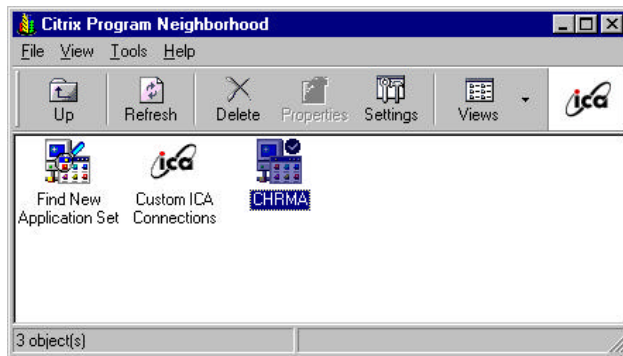 Citrix Program Neighborhood
File View Tools Help
Up Refresh Delete Properties Settings Views ica
ica
Find New Custom ICA CHRMA
Application Set Connections
3 object(s)